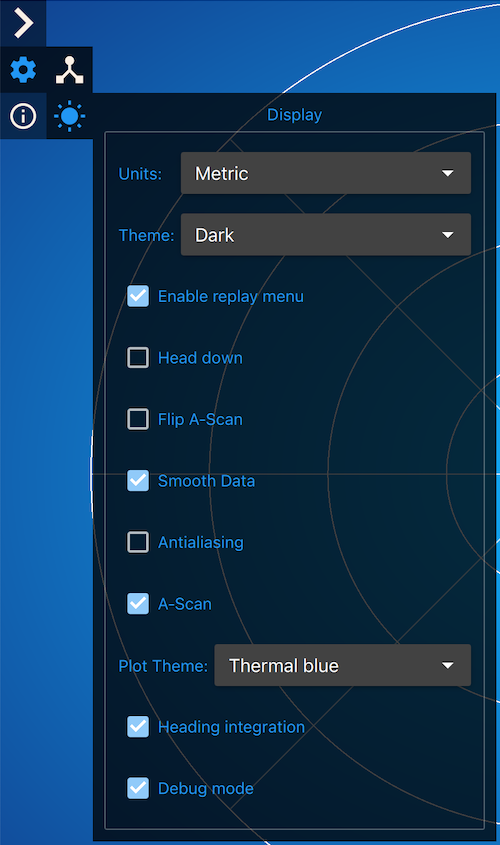 Display
Units: Metric
Theme: Dark
Enable replay menu
Head down
Flip A-Scan
Smooth Data
Antialiasing
A-Scan
Plot Theme: Thermal blue
Heading integration
Debug mode